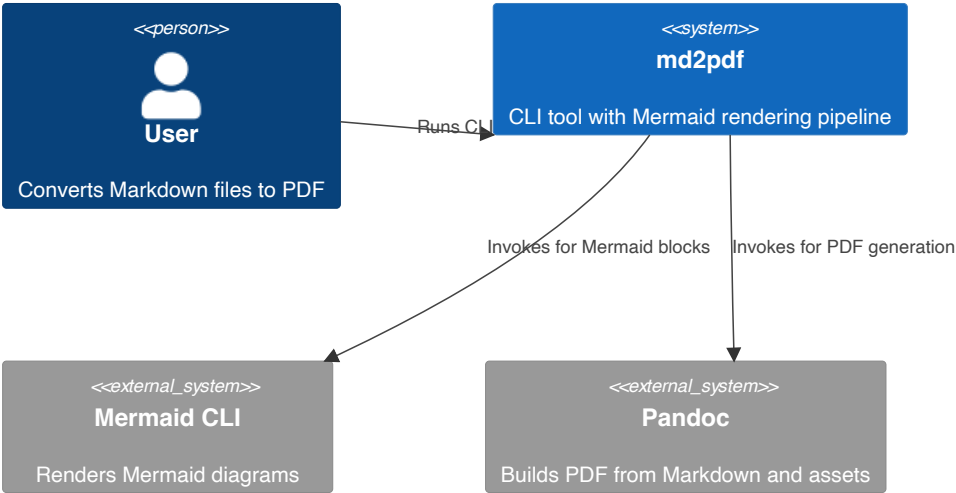 <<person>>
User
Converts Markdown files to PDF
<<system>>
md2pdf
CLI tool with Mermaid rendering pipeline
Runs CLI
Invokes for Mermaid blocks
Invokes for PDF generation
<<external_system>>
Mermaid CLI
Renders Mermaid diagrams
<<external_system>>
Pandoc
Builds PDF from Markdown and assets